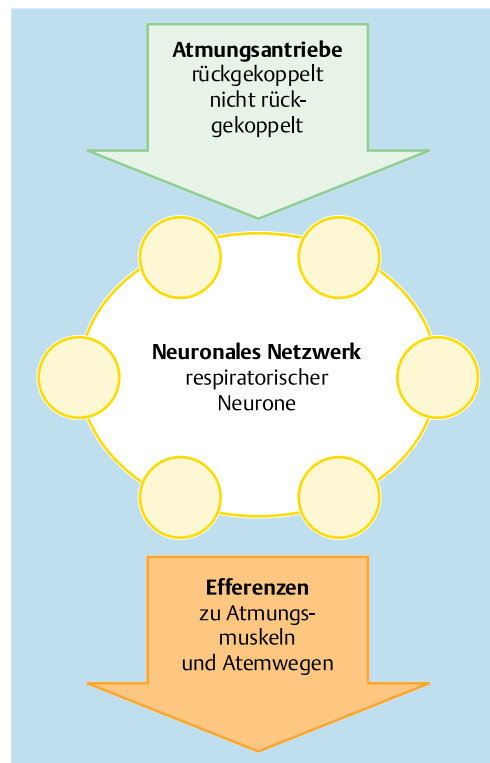 Atmungsantriebe
rückgekoppelt
nicht rück-
gekoppelt
Neuronales Netzwerk
respiratorischer
Neurone
Efferenzen
zu Atmungs-
muskeln
und Atemwegen